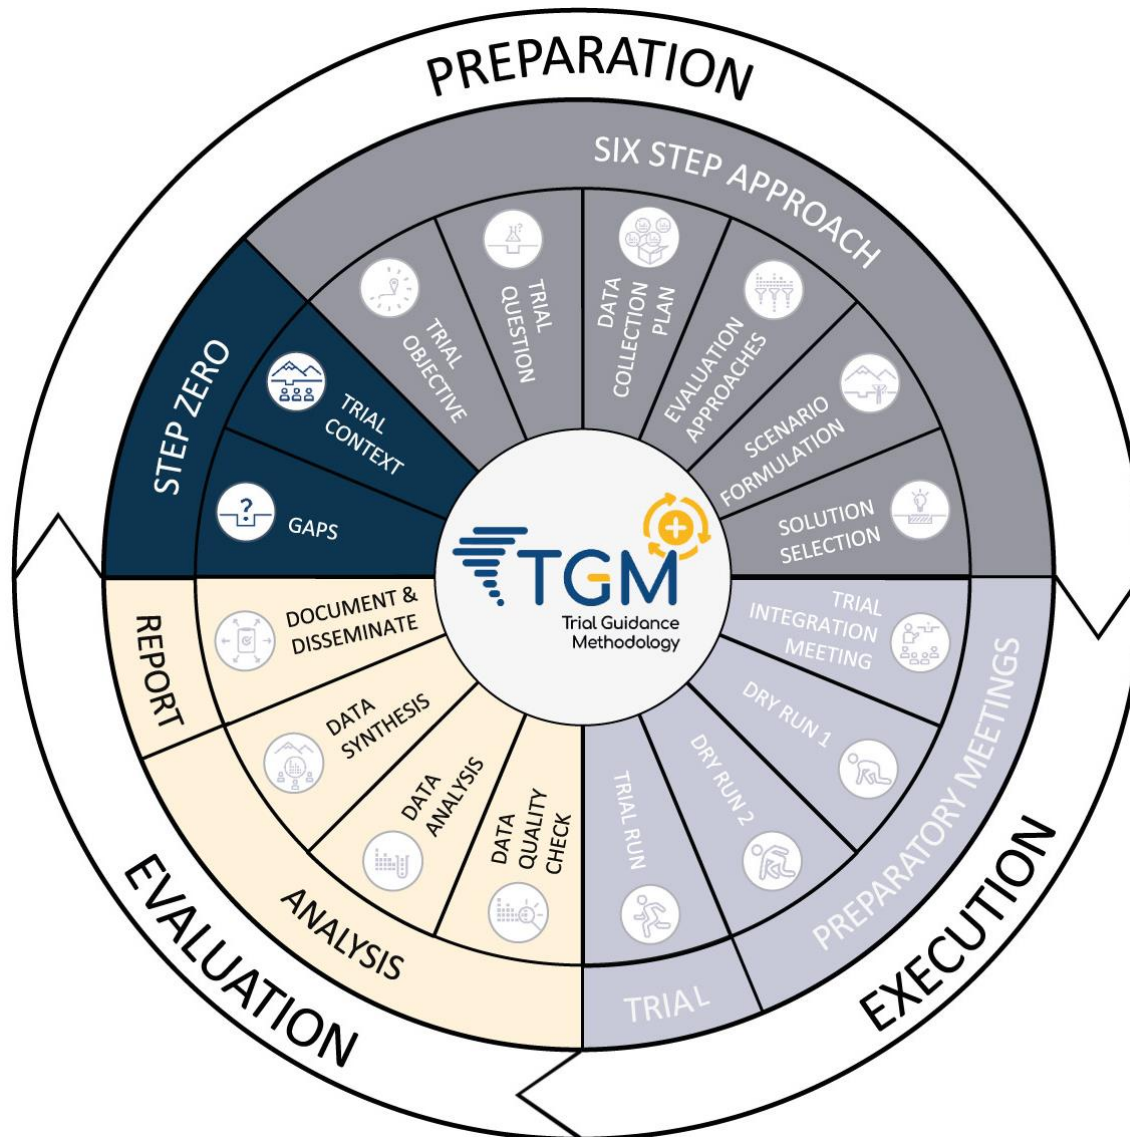 PREPARATION
SIX STEP APPROACH
STEP ZERO
GAPS
TRIAL
CONTEXT
TRIAL
OBJECTIVE
TRIAL
QUESTION
DATA
COLLECTION
PLAN
EVALUATION
APPROACHES
SCENARIO
FORMULATION
SOLUTION
SELECTION
EXECUTION
PREPARATORY MEETINGS
TRIAL
INTEGRATION
MEETING
DRY RUN 1
DRY RUN 2
TRIAL
TRIAL RUN
EVALUATION
ANALYSIS
DATA
QUALITY
CHECK
DATA
ANALYSIS
DATA
SYNTHESIS
REPORT
DOCUMENT &
DISSEMINATE
TGM
Trial Guidance
Methodology